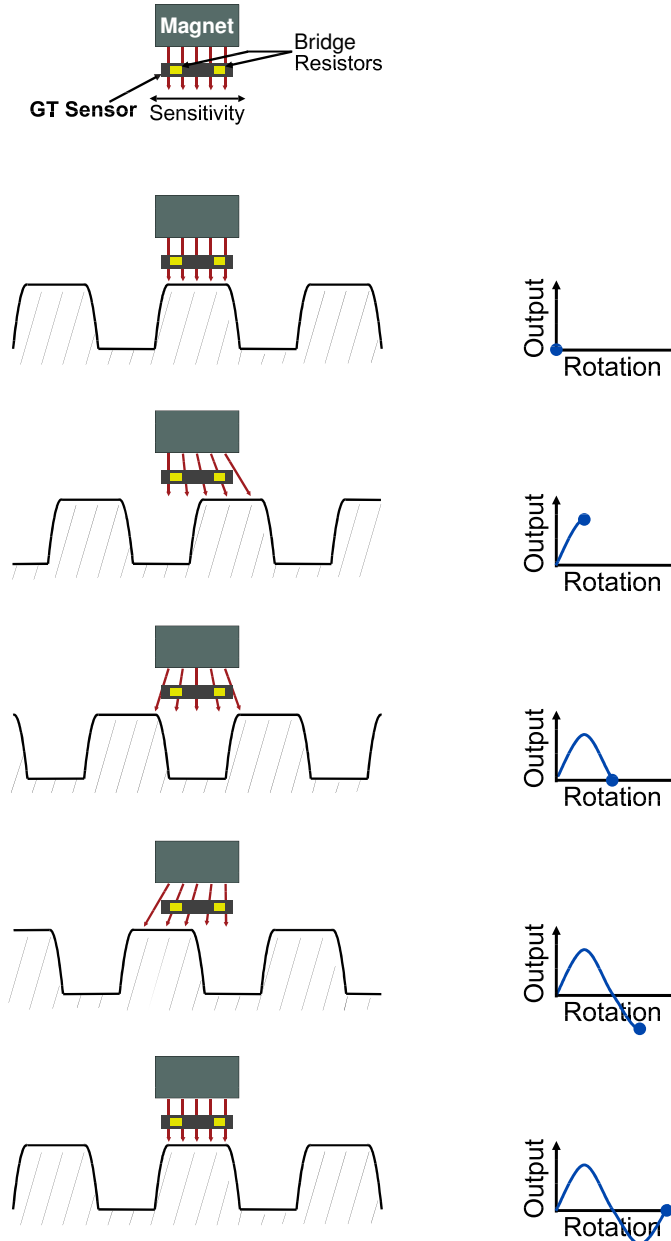 Magnet
Bridge
Resistors
GT Sensor
Sensitivity
Output
Rotation
Output
Rotation
Output
Rotation
Output
Rotation
Output
Rotation